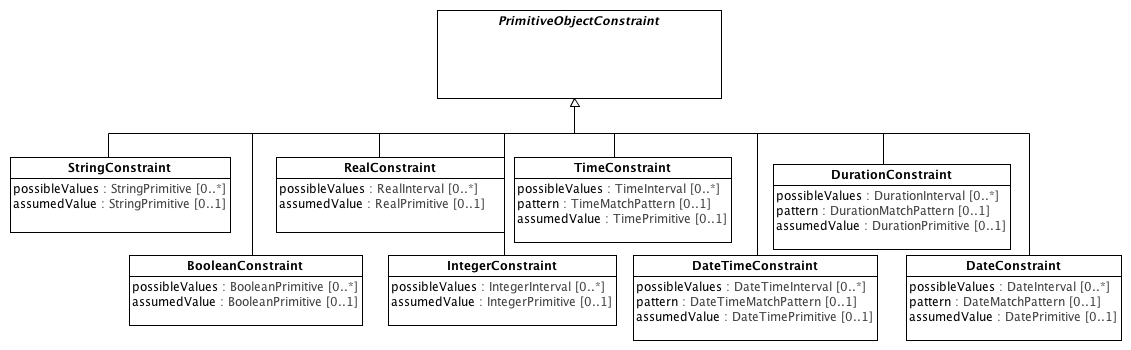 PrimitiveObjectConstraint
StringConstraint
possibleValues : StringPrimitive [0..*]
assumedValue : StringPrimitive [0..1]
RealConstraint
possibleValues : RealInterval [0..*]
assumedValue : RealPrimitive [0..1]
TimeConstraint
possibleValues : TimeInterval [0..*]
pattern : TimeMatchPattern [0..1]
assumedValue : TimePrimitive [0..1]
DurationConstraint
possibleValues : DurationInterval [0..*]
pattern : DurationMatchPattern [0..1]
assumedValue : DurationPrimitive [0..1]
BooleanConstraint
possibleValues : BooleanPrimitive [0..*]
assumedValue : BooleanPrimitive [0..1]
IntegerConstraint
possibleValues : IntegerInterval [0..*]
assumedValue : IntegerPrimitive [0..1]
DateTimeConstraint
possibleValues : DateTimeInterval [0..*]
pattern : DateTimeMatchPattern [0..1]
assumedValue : DateTimePrimitive [0..1]
DateConstraint
possibleValues : DateInterval [0..*]
pattern : DateMatchPattern [0..1]
assumedValue : DatePrimitive [0..1]